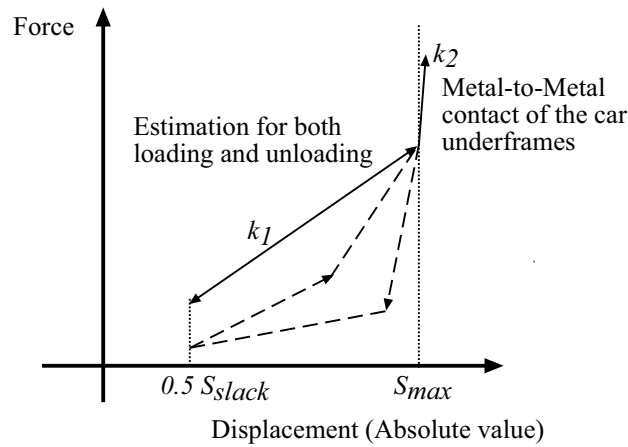 Force
k2
Metal-to-Metal
contact of the car
underframes
Estimation for both
loading and unloading
k1
0.5 Sslack
Smax
Displacement (Absolute value)